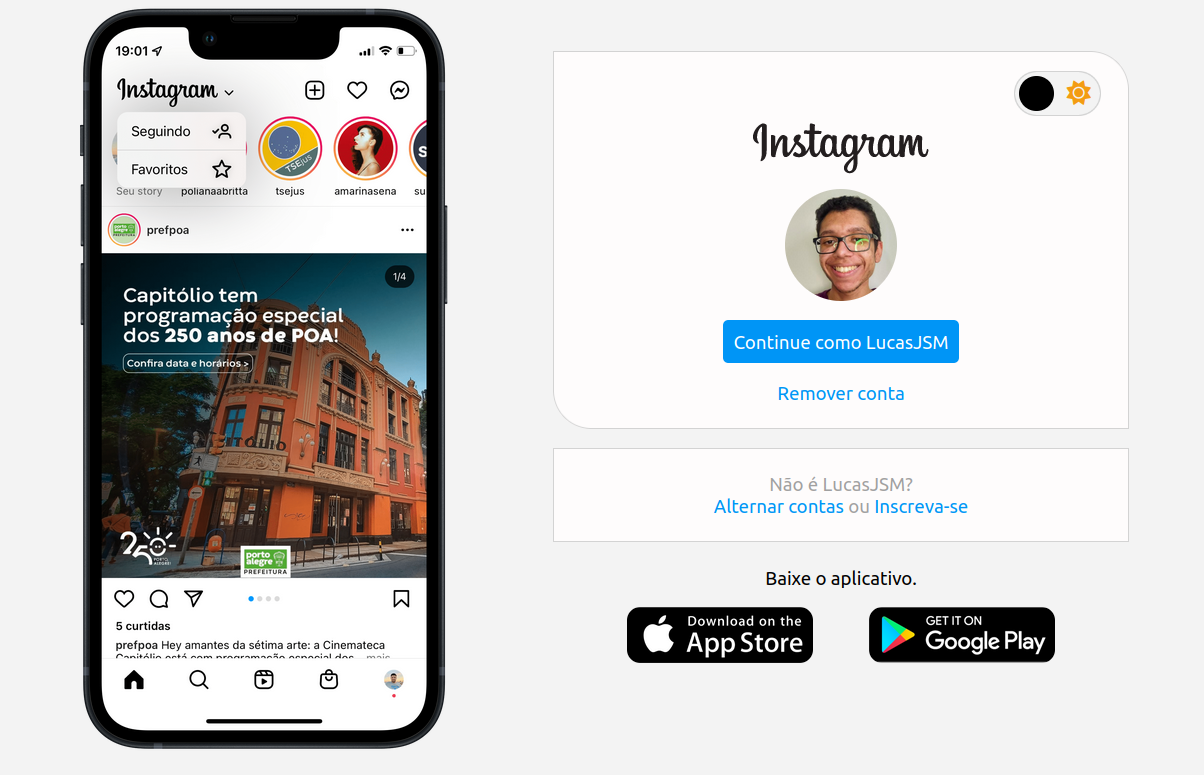 19:01
Instagram
Seguindo
Favoritos
Seu story
polianaabritta
tsejus
amarinasena
su
TSEjus
S
prefpoa
1/4
Capitólio tem
programação especial
dos 250 anos de POA!
Confira data e horários >
250
PORTO
ALEGRE
porto
alegre
PREFEITURA
5 curtidas
prefpoa Hey amantes da sétima arte: a Cinemateca
Capitólio está com programação especial dos... mais
Instagram
Continue como LucasJSM
Remover conta
Não é LucasJSM?
Alternar contas ou Inscreva-se
Baixe o aplicativo.
Download on the
App Store
GET IT ON
Google Play